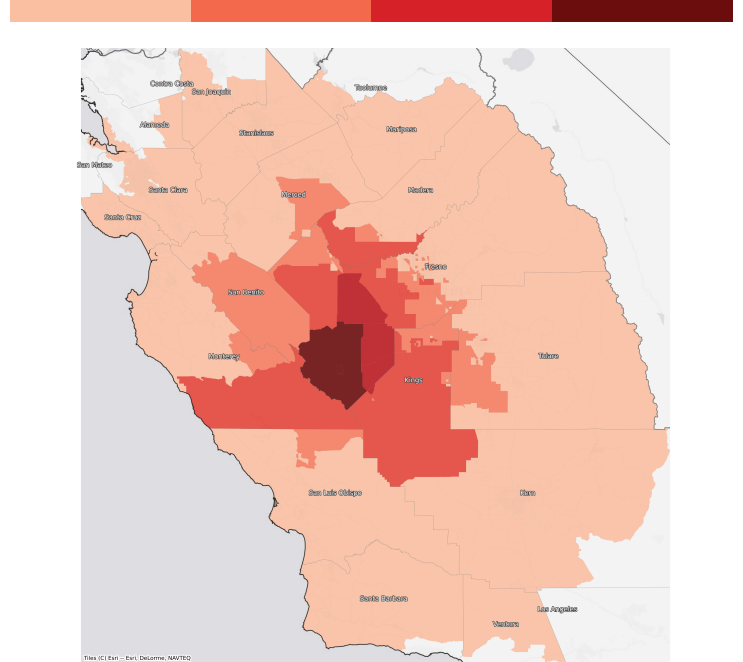 Contra Costa
San Joaquin
Tuolumne
Alameda
Stanislaus
Mariposa
San Mateo
Santa Clara
Merced
Madera
Santa Cruz
Fresno
San Benito
Monterey
Tulare
Kings
San Luis Obispo
Kern
Santa Barbara
Los Angeles
Ventura
Tiles (C) Esri -- Esri, DeLorme, NAVTEQ